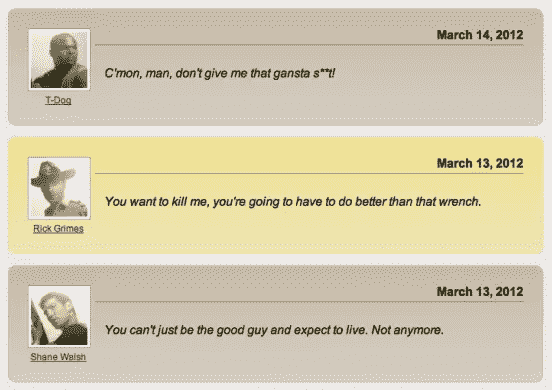 March 14, 2012
C'mon, man, don't give me that gansta s**t!
T-Dog
March 13, 2012
You want to kill me, you're going to have to do better than that wrench.
Rick Grimes
March 13, 2012
You can't just be the good guy and expect to live. Not anymore.
Shane Walsh